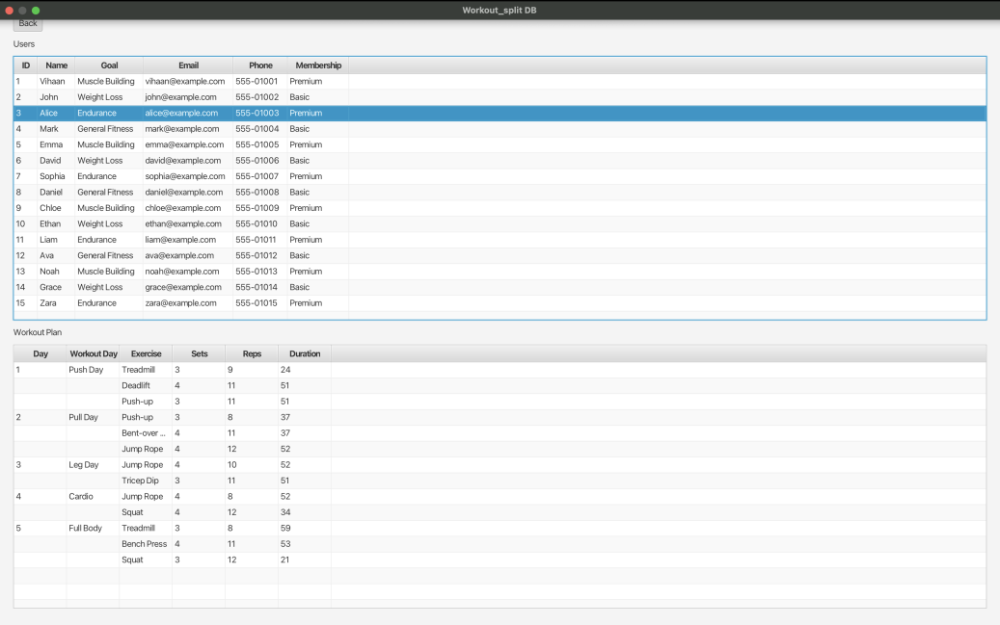 Workout_split DB
Back
Users
ID Name Goal Email Phone Membership
1 Vihaan Muscle Building vihaan@example.com 555-01001 Premium
2 John Weight Loss john@example.com 555-01002 Basic
3 Alice Endurance alice@example.com 555-01003 Premium
4 Mark General Fitness mark@example.com 555-01004 Basic
5 Emma Muscle Building emma@example.com 555-01005 Premium
6 David Weight Loss david@example.com 555-01006 Basic
7 Sophia Endurance sophia@example.com 555-01007 Premium
8 Daniel General Fitness daniel@example.com 555-01008 Basic
9 Chloe Muscle Building chloe@example.com 555-01009 Premium
10 Ethan Weight Loss ethan@example.com 555-01010 Basic
11 Liam Endurance liam@example.com 555-01011 Premium
12 Ava General Fitness ava@example.com 555-01012 Basic
13 Noah Muscle Building noah@example.com 555-01013 Premium
14 Grace Weight Loss grace@example.com 555-01014 Basic
15 Zara Endurance zara@example.com 555-01015 Premium
Workout Plan
Day Workout Day Exercise Sets Reps Duration
1 Push Day Treadmill 3 9 24
Deadlift 4 11 51
Push-up 3 11 51
2 Pull Day Push-up 3 8 37
Bent-over ... 4 11 37
Jump Rope 4 12 52
3 Leg Day Jump Rope 4 10 52
Tricep Dip 3 11 51
4 Cardio Jump Rope 4 8 52
Squat 4 12 34
5 Full Body Treadmill 3 8 59
Bench Press 4 11 53
Squat 3 12 21